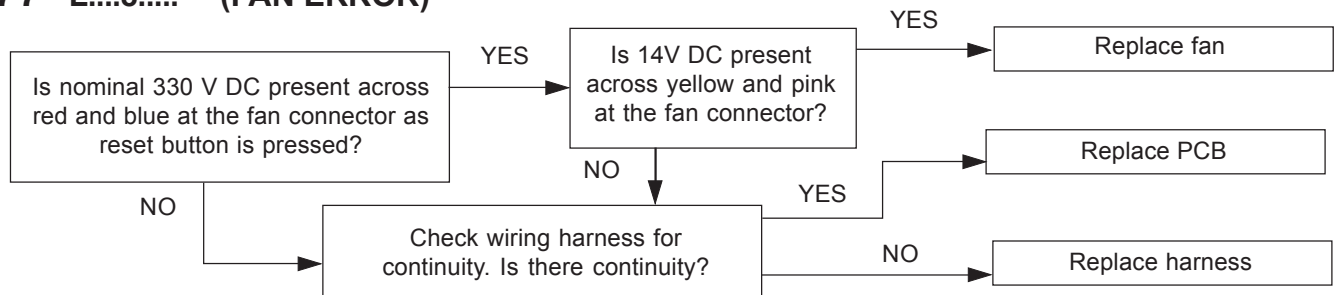 (FAN ERROR)
YES
Is nominal 330 V DC present across
red and blue at the fan connector as
reset button is pressed?
YES
Is 14V DC present
across yellow and pink
at the fan connector?
Replace fan
NO
NO
YES
Replace PCB
Check wiring harness for
continuity. Is there continuity?
NO
Replace harness